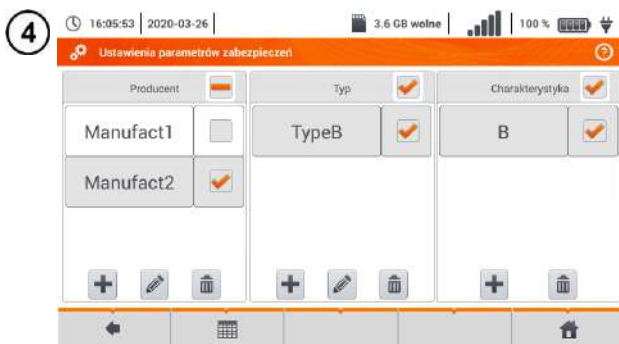 4
16:05:53 2020-03-26 3.6 GB wolne 100 %
Ustawienia parametrów zabezpieczeń ?
Producent Typ Charakterystyka
Manufact1 TypeB B
Manufact2